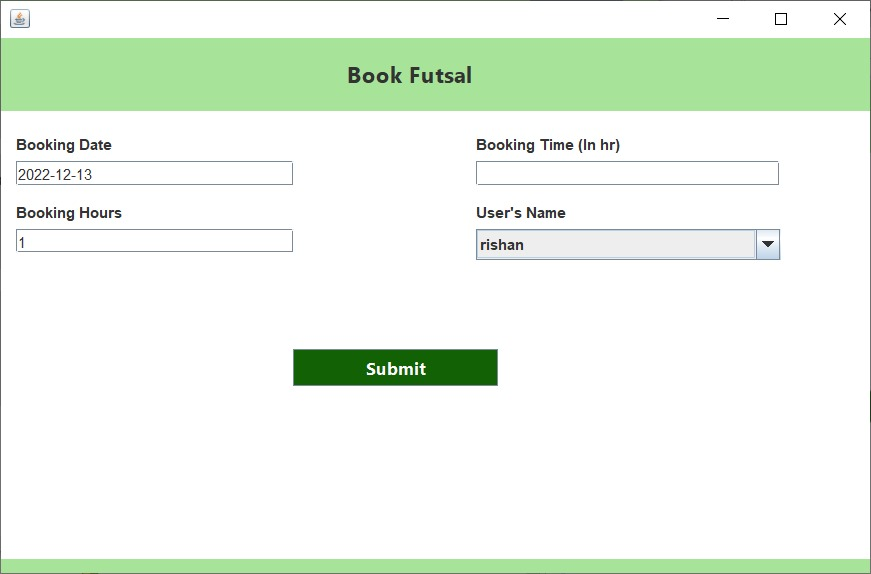 Book Futsal
Booking Date
Booking Time (In hr)
2022-12-13
Booking Hours
User's Name
1
rishan
Submit